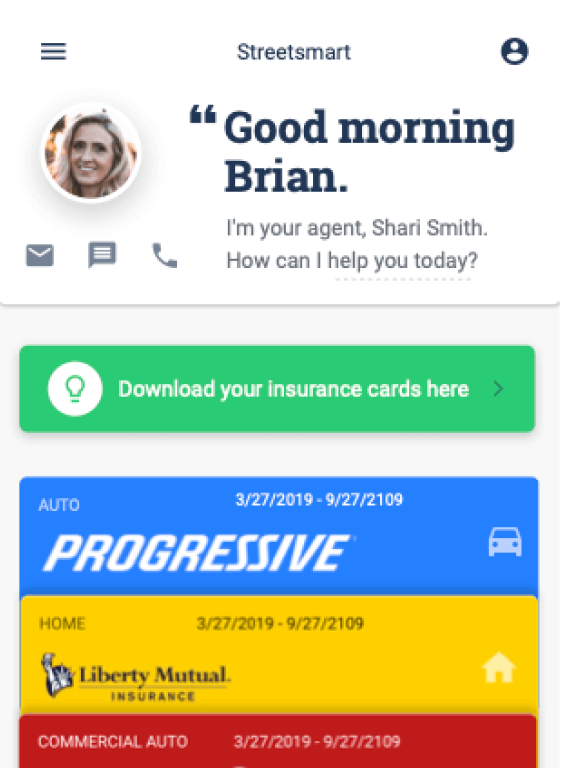 Streetsmart
“Good morning
Brian.
I'm your agent, Shari Smith.
How can I help you today?
Download your insurance cards here
AUTO 3/27/2019 - 9/27/2109
PROGRESSIVE
HOME 3/27/2019 - 9/27/2109
Liberty Mutual.
INSURANCE
COMMERCIAL AUTO 3/27/2019 - 9/27/2109